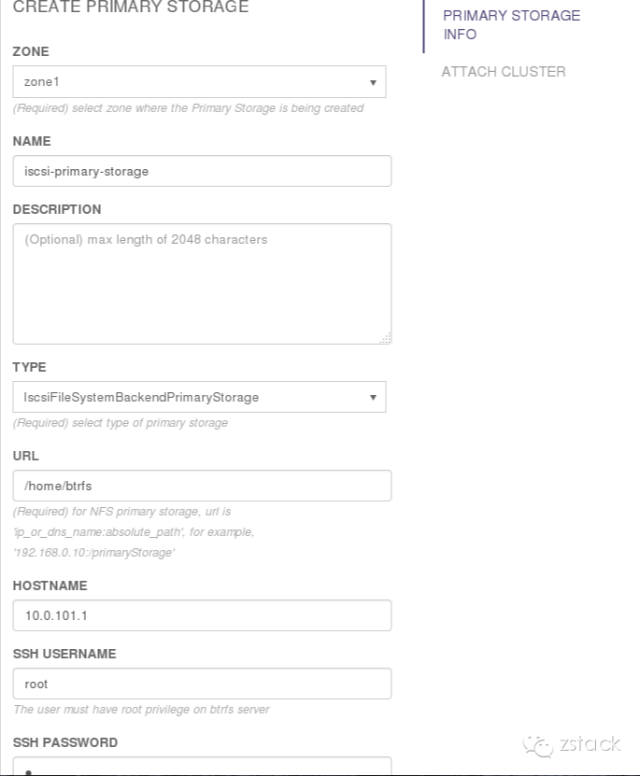 CREATE PRIMARY STORAGE
ZONE
zone1
(Required) select zone where the Primary Storage is being created
NAME
iscsi-primary-storage
DESCRIPTION
(Optional) max length of 2048 characters
TYPE
IscsiFileSystemBackendPrimaryStorage
(Required) select type of primary storage
URL
/home/btrfs
(Required) for NFS primary storage, url is
'ip_or_dns_name:absolute_path', for example,
'192.168.0.10:/primaryStorage'
HOSTNAME
10.0.101.1
SSH USERNAME
root
The user must have root privilege on btrfs server
SSH PASSWORD
PRIMARY STORAGE
INFO
ATTACH CLUSTER
zstack